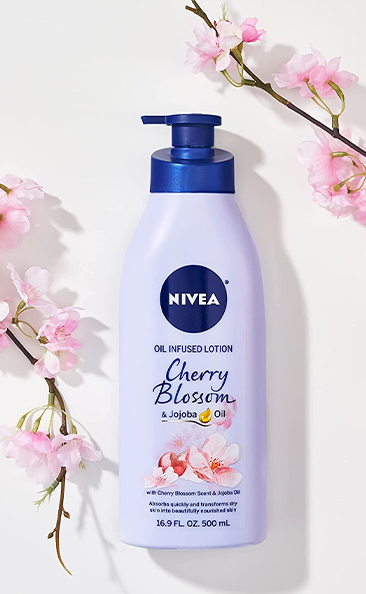 NIVEA®
OIL INFUSED LOTION
Cherry
Blossom
& Jojoba Oil
with Cherry Blossom Scent & Jojoba Oil
Absorbs quickly and transforms dry
skin into beautifully nourished skin
16.9 FL. OZ. 500 mL